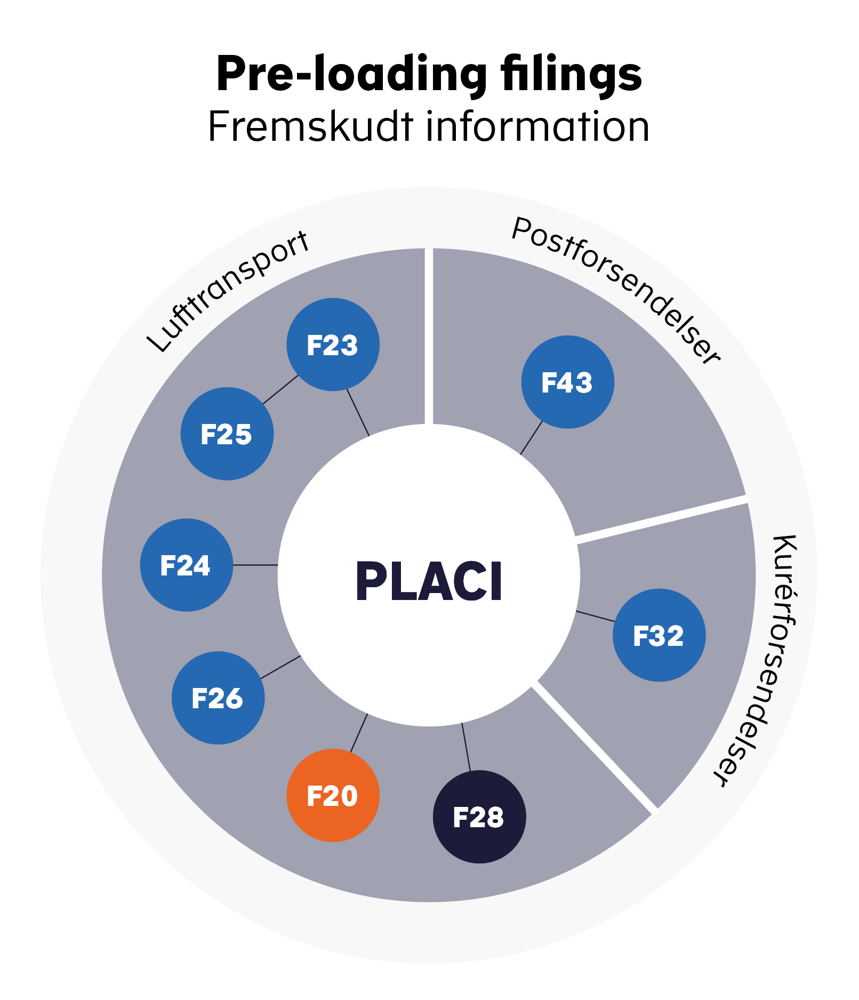 Pre-loading filings
Fremskudt information
Lufttransport
Postforsendelser
Kurérforsendelser
F23
F43
F25
F24
PLACI
F32
F26
F20
F28